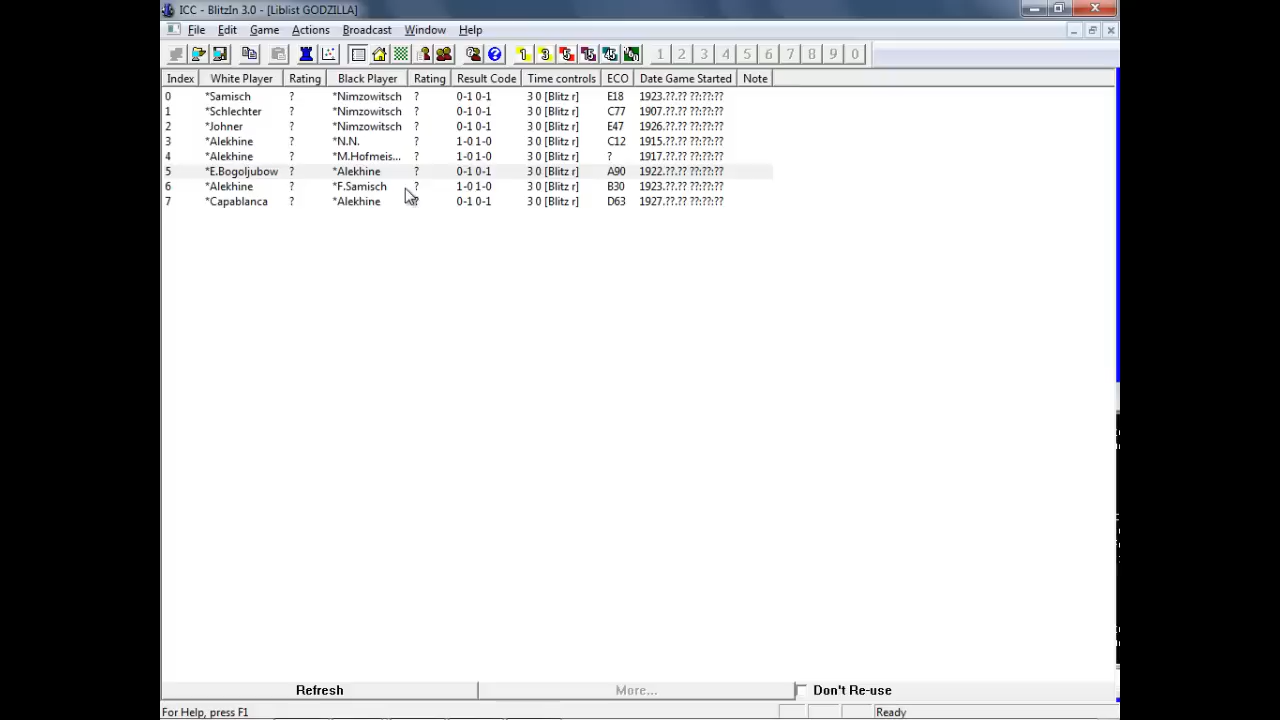 ICC - BlitzIn 3.0 - [Liblist GODZILLA]
File Edit Game Actions Broadcast Window Help
1 3 5 15 45 1 2 3 4 5 6 7 8 9 0
Index White Player Rating Black Player Rating Result Code Time controls ECO Date Game Started Note
0 *Samisch ? *Nimzowitsch ? 0-1 0-1 3 0 [Blitz r] E18 1923.??.?? ??:??:??
1 *Schlechter ? *Nimzowitsch ? 0-1 0-1 3 0 [Blitz r] C77 1907.??.?? ??:??:??
2 *Johner ? *Nimzowitsch ? 0-1 0-1 3 0 [Blitz r] E47 1926.??.?? ??:??:??
3 *Alekhine ? *N.N. ? 1-0 1-0 3 0 [Blitz r] C12 1915.??.?? ??:??:??
4 *Alekhine ? *M.Hofmeis... ? 1-0 1-0 3 0 [Blitz r] ? 1917.??.?? ??:??:??
5 *E.Bogoljubow ? *Alekhine ? 0-1 0-1 3 0 [Blitz r] A90 1922.??.?? ??:??:??
6 *Alekhine ? *F.Samisch ? 1-0 1-0 3 0 [Blitz r] B30 1923.??.?? ??:??:??
7 *Capablanca ? *Alekhine ? 0-1 0-1 3 0 [Blitz r] D63 1927.??.?? ??:??:??
Refresh More... Don't Re-use
For Help, press F1 Ready